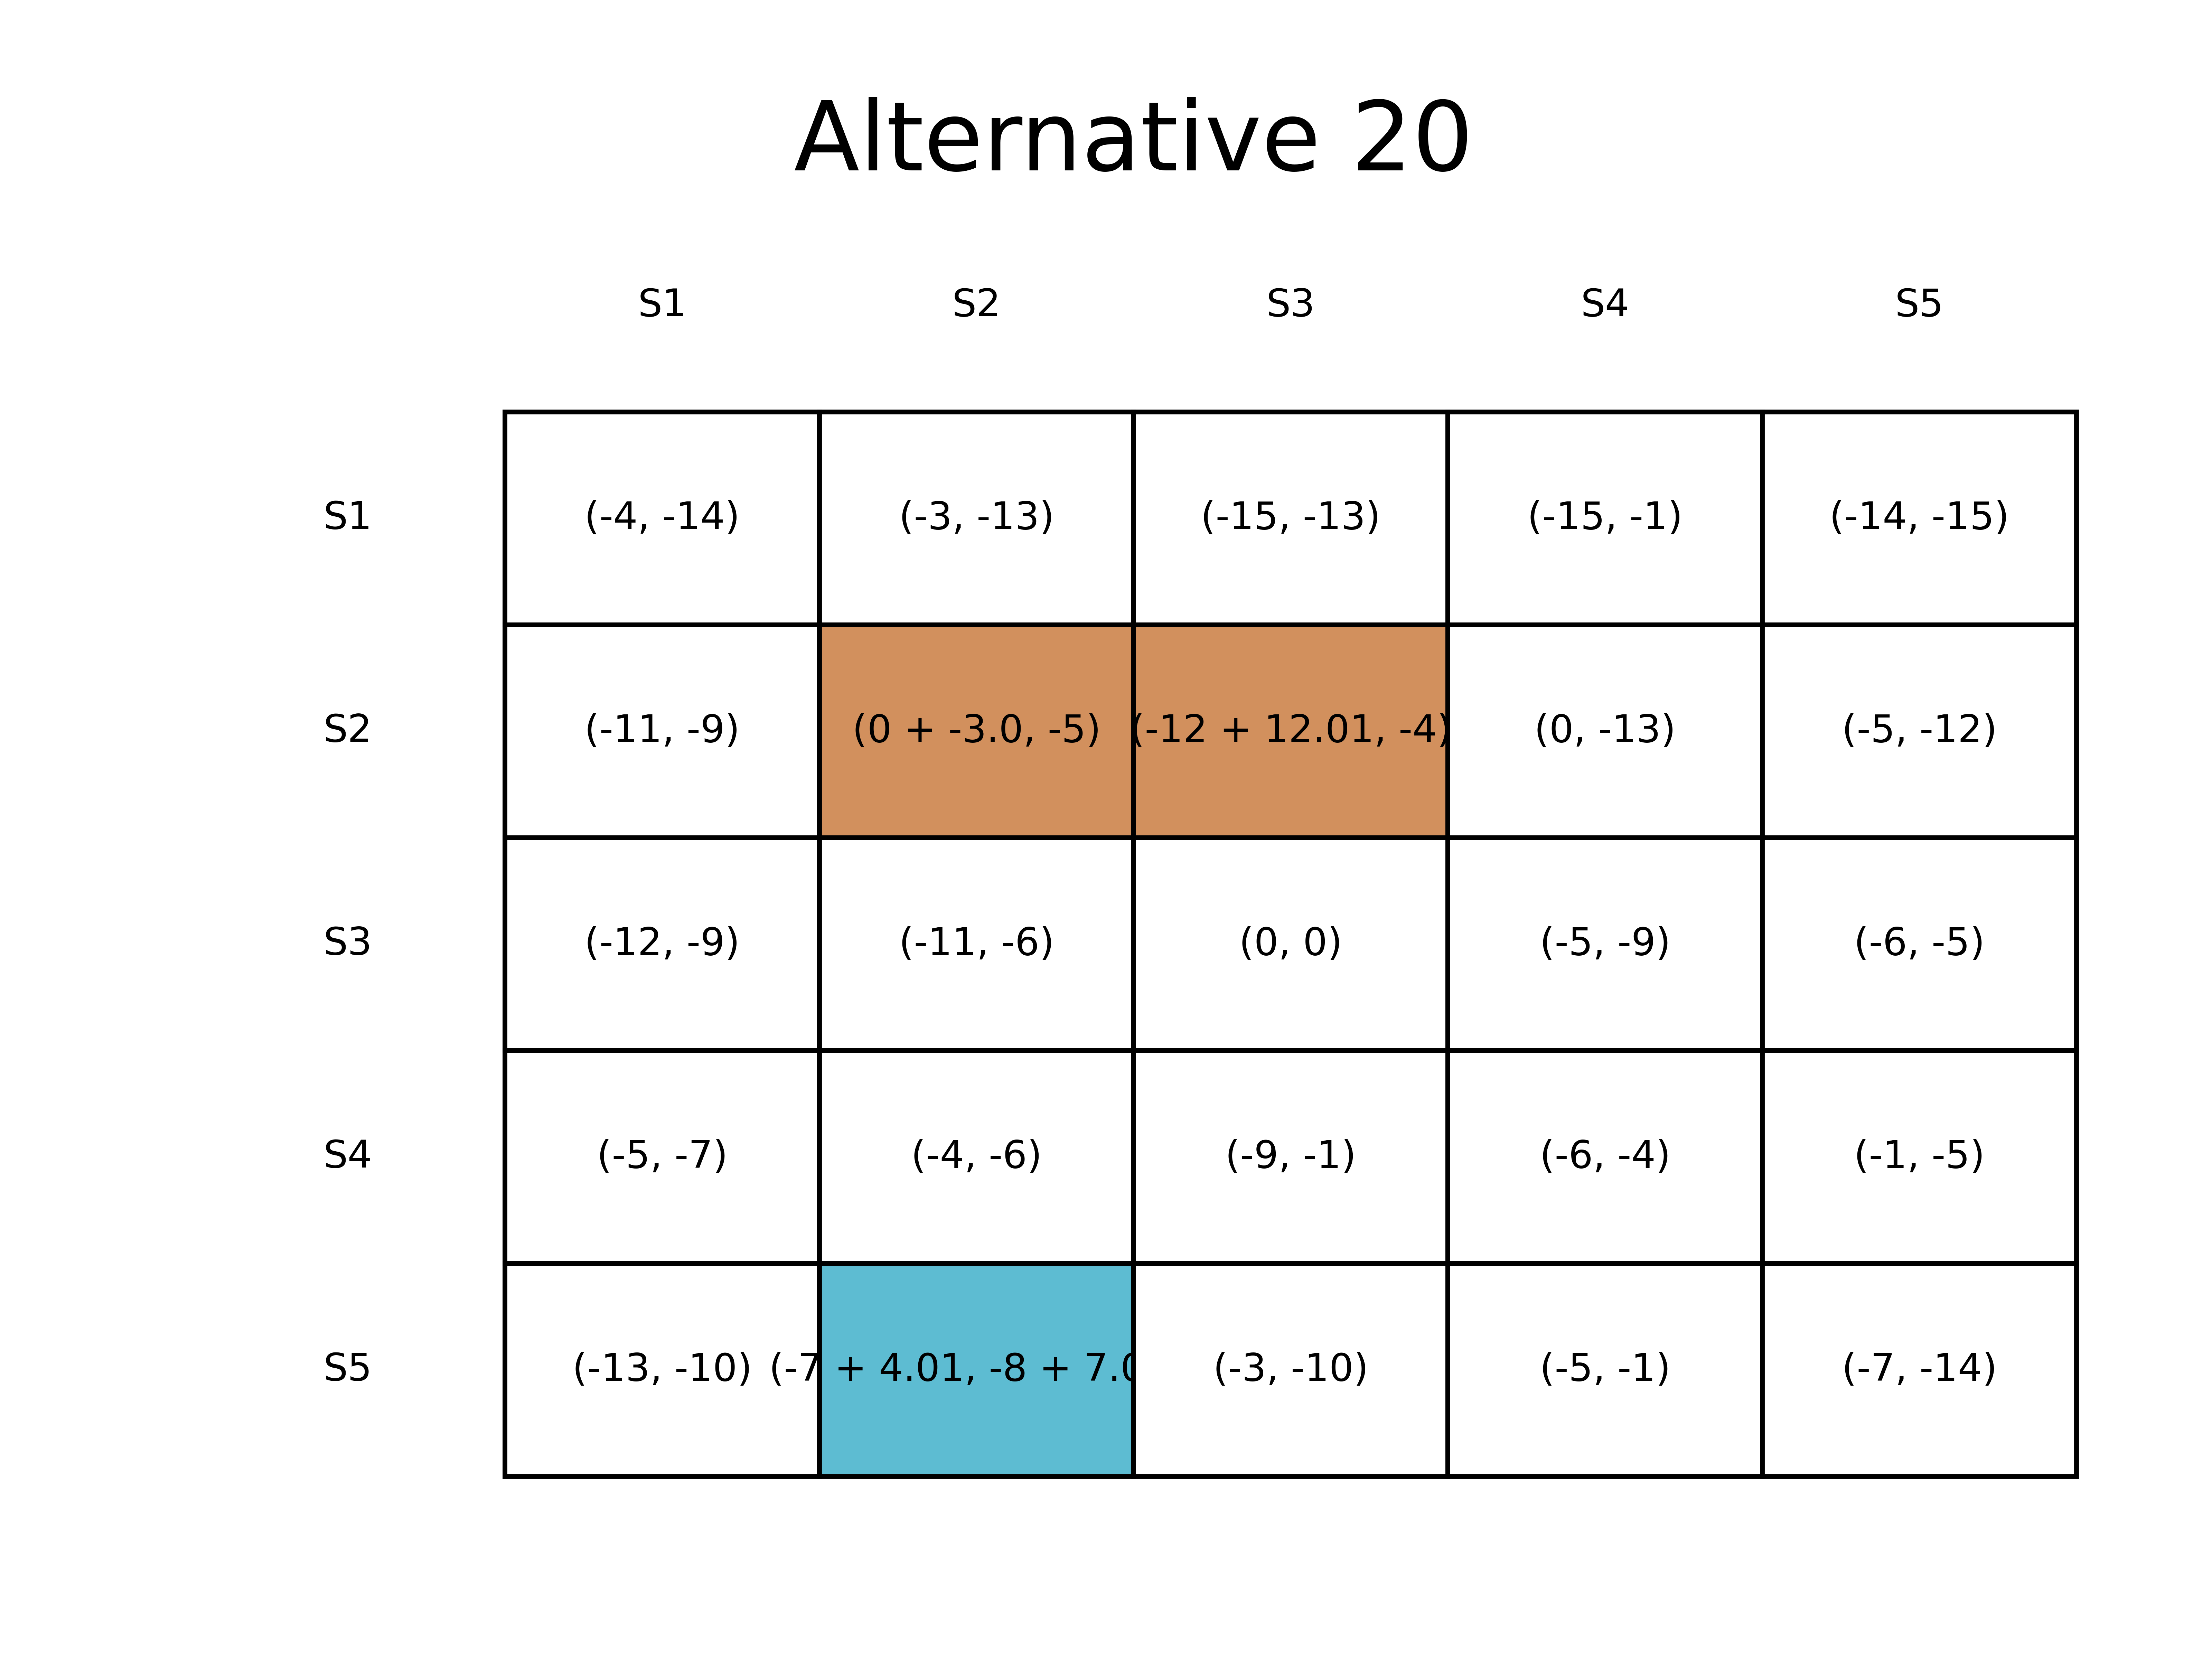 Alternative 20
S1 S2 S3 S4 S5
S1 (-4, -14) (-3, -13) (-15, -13) (-15, -1) (-14, -15)
S2 (-11, -9) (0 + -3.0, -5) (-12 + 12.01, -4) (0, -13) (-5, -12)
S3 (-12, -9) (-11, -6) (0, 0) (-5, -9) (-6, -5)
S4 (-5, -7) (-4, -6) (-9, -1) (-6, -4) (-1, -5)
S5 (-13, -10) (-7 + 4.01, -8 + (-3, -10) (-5, -1) (-7, -14)